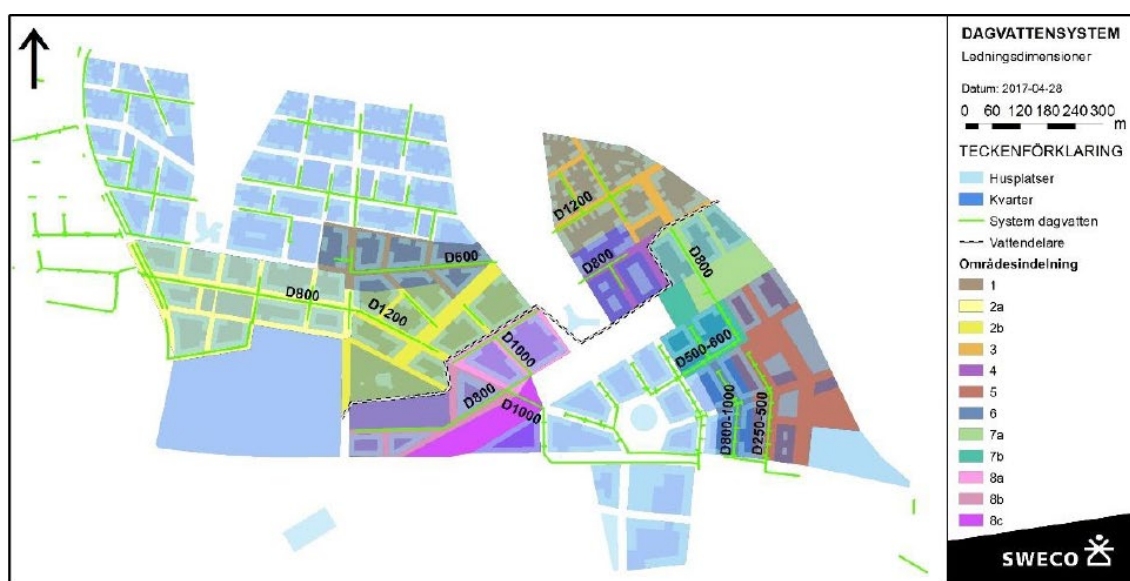 DAGVATTENSYSTEM
Ledningsdimensioner
Datum: 2017-04-28
0 60 120 180 240 300
m
TECKENFÖRKLARING
Husplatser
Kvarter
System dagvatten
Vattendelare
Områdesindelning
1
2a
2b
3
4
5
6
7a
7b
8a
8b
8c
SWECO
D1200
D800
D800
D600
D800
D1200
D1000
D500-600
D800
D1000
D800-1000
D250-500